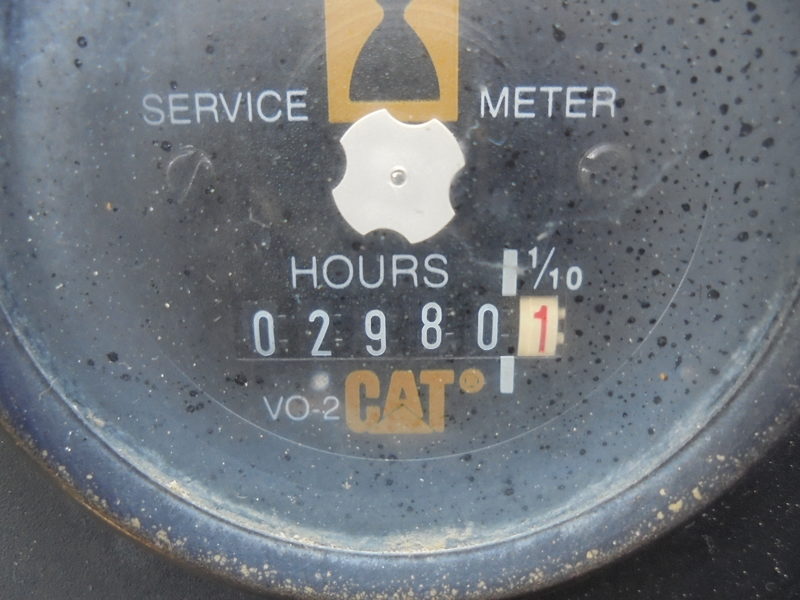 SERVICE METER
HOURS 1/10
0 2 9 8 0 1
VO-2 CAT®